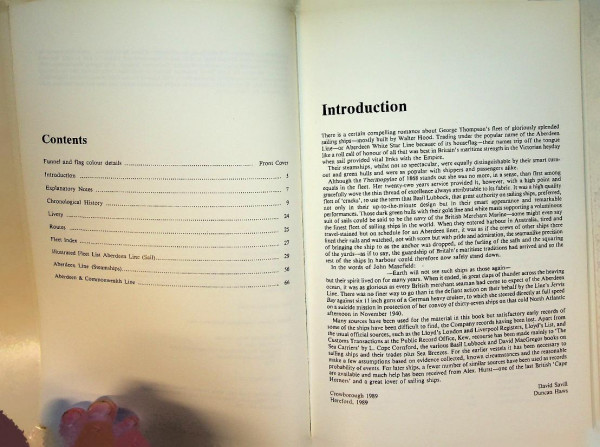 Contents
Funnel and flag colour details Front Cover
Introduction 5
Explanatory Notes 7
Chronological History 9
Livery 24
Routes 25
Fleet Index 27
Illustrated Fleet List Aberdeen Line (Sail) 29
Aberdeen Line (Steamships) 58
Aberdeen & Commonwealth Line 66
Introduction
There is a certain compelling romance about George Thompson's fleet of gloriously splended
sailing ships—mostly built by Walter Hood. Trading under the popular name of the Aberdeen
Line—or Aberdeen White Star Line because of its houseflag—their names trip off the tongue
like a roll call of honour of all that was best in Britain's maritime strength in the Victorian heyday
when sail provided vital links with the Empire.
Their steamships, whilst not so spectacular, were equally distinguishable by their smart turn-
out and green hulls and were as popular with shippers and passengers alike.
Although the Thermopylae of 1868 stands out she was no more, in a sense, than first among
equals in the fleet. Her twenty-two years service provided it, however, with a high point and
gracefully wove the thin thread of excellence always attributable to its fabric. It was a high quality
fleet of 'cracks', to use the term that Basil Lubbock, that great authority on sailing ships, preferred,
not only in their up-to-the-minute design but in their smart appearance and remarkable
performances. Those dark green hulls with their gold line and white masts supporting a voluminous
suit of sails could be said to be the navy of the British Merchant Marine—some might even say
the finest fleet of sailing ships in the world. When they entered harbour in Australia, tired and
travel-stained but on schedule for an Aberdeen liner, it was as if the crews of other ships there
lined their rails and watched, not with scorn but with pride and admiration, the seamanlike precision
of bringing the ship to as the anchor was dropped, of the furling of the sails and the squaring
of the yards—as if to say, the guardship of Britain's maritime traditions had arrived and so the
rest of the ships in harbour could therefore now safely stand down.
In the words of John Masefield:
—Earth will not see such ships as those again—
but their spirit lived on for many years. When it ended, in great claps of thunder across the heaving
ocean, it was as glorious as every British merchant seaman had come to expect of the Aberdeen
Line. There was no finer way to go than in the defiant action on their behalf by the Line's Jervis
Bay against six 11 inch guns of a German heavy cruiser, to which she steered directly at full speed
on a suicide mission in protection of her convoy of thirty-seven ships on that cold North Atlantic
afternoon in November 1940.
Many sources have been used for the material in this book but satisfactory early records of
some of the ships have been difficult to find, the Company records having been lost. Apart from
the usual official sources, such as the Lloyd's London and Liverpool Registers, Lloyd's List, and
Customs Transactions at the Public Record Office, Kew, recourse has been made mainly to 'The
Sea Carriers' by L. Cope Cornford, the various Basil Lubbock and David MacGregor books on
sailing ships and their trades plus Sea Breezes. For the earlier vessels it has been necessary to
make a few assumptions based on evidence collected, known circumstances and the reasonable
probability of events. For later ships, a fewer number of similar sources have been used as records
are available and much help has been received from Alex. Hurst—one of the last British 'Cape
Horners' and a great lover of sailing ships.
David Savill
Crowborough 1989
Duncan Haws
Hereford, 1989